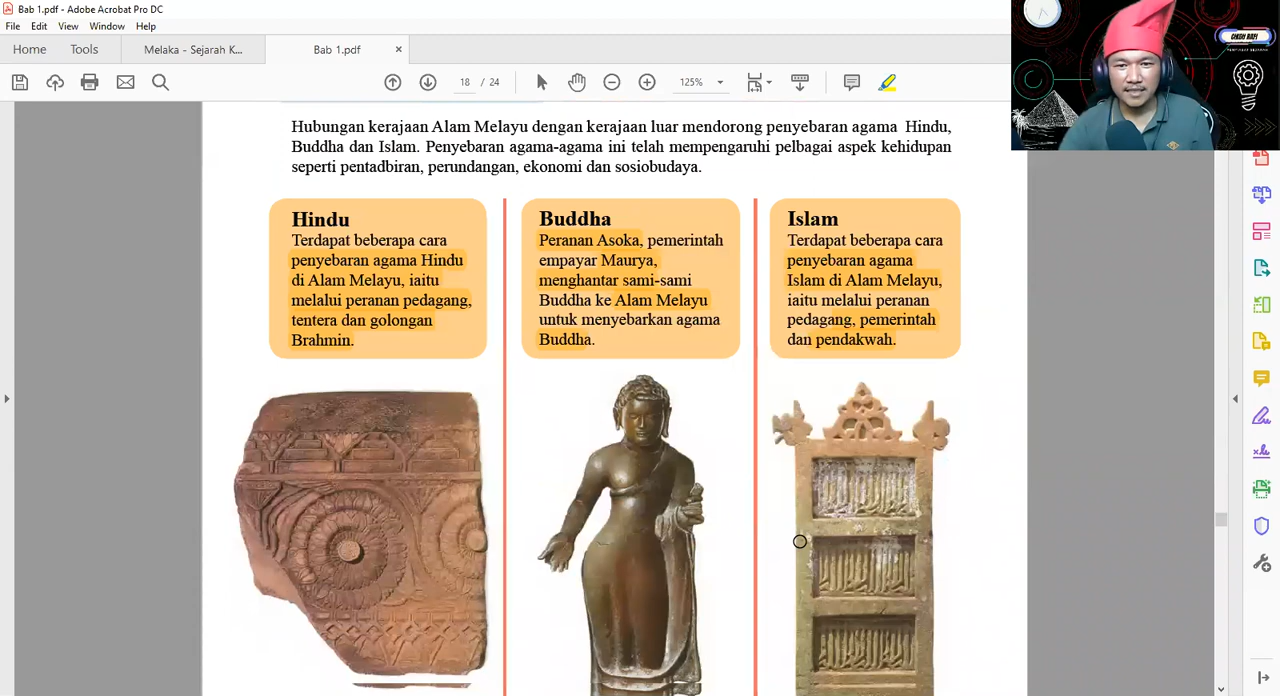 Bab 1.pdf - Adobe Acrobat Pro DC
File Edit View Window Help
Home Tools Melaka - Sejarah K... Bab 1.pdf ×
18 / 24 125%
Hubungan kerajaan Alam Melayu dengan kerajaan luar mendorong penyebaran agama Hindu,
Buddha dan Islam. Penyebaran agama-agama ini telah mempengaruhi pelbagai aspek kehidupan
seperti pentadbiran, perundangan, ekonomi dan sosiobudaya.
Hindu
Terdapat beberapa cara
penyebaran agama Hindu
di Alam Melayu, iaitu
melalui peranan pedagang,
tentera dan golongan
Brahmin.
Buddha
Peranan Asoka, pemerintah
empayar Maurya,
menghantar sami-sami
Buddha ke Alam Melayu
untuk menyebarkan agama
Buddha.
Islam
Terdapat beberapa cara
penyebaran agama
Islam di Alam Melayu,
iaitu melalui peranan
pedagang, pemerintah
dan pendakwah.